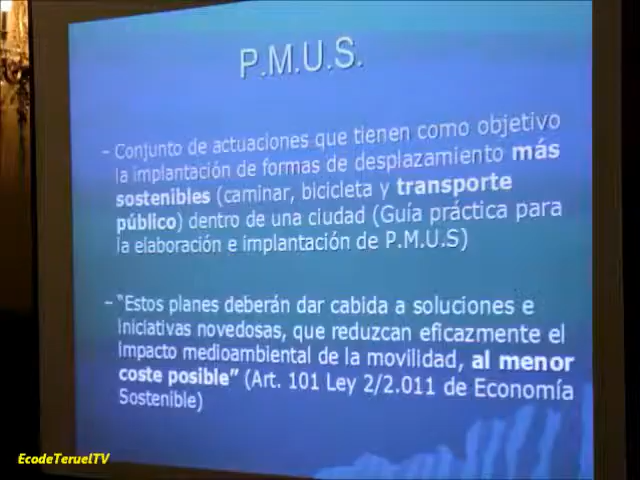 P.M.U.S.
– Conjunto de actuaciones que tienen como objetivo
la implantación de formas de desplazamiento más
sostenibles (caminar, bicicleta y transporte
público) dentro de una ciudad (Guía práctica para
la elaboración e implantación de P.M.U.S)
– “Estos planes deberán dar cabida a soluciones e
iniciativas novedosas, que reduzcan eficazmente el
impacto medioambiental de la movilidad, al menor
coste posible” (Art. 101 Ley 2/2.011 de Economía
Sostenible)
EcodeTeruelTV